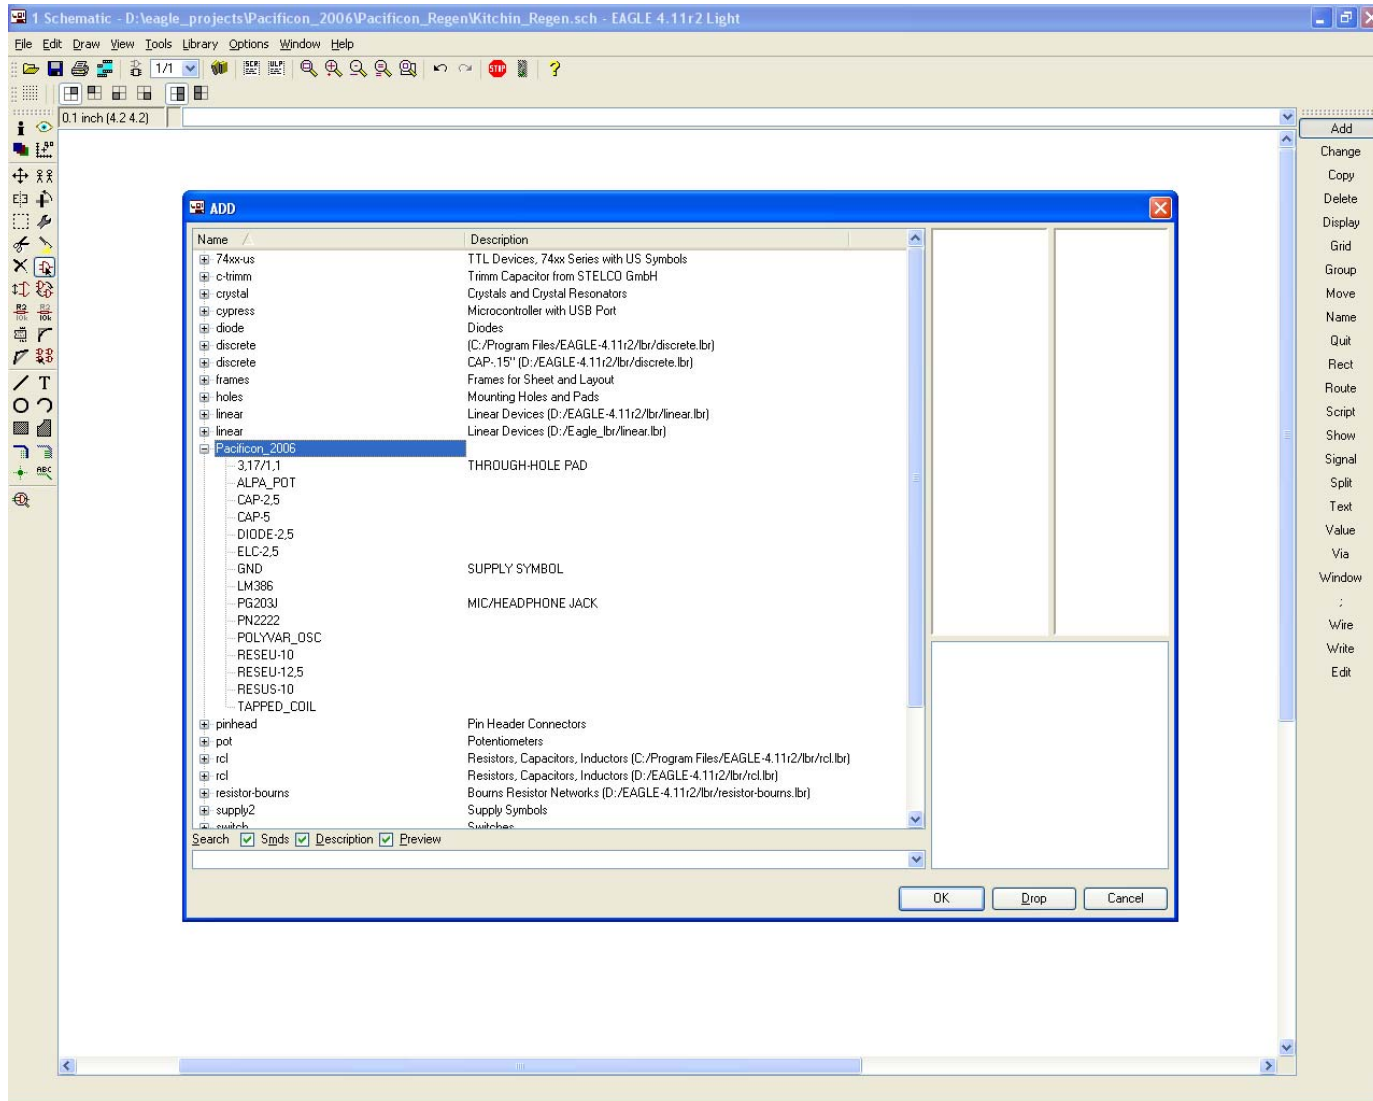 1 Schematic - D:\eagle_projects\Pacificon_2006\Pacificon_Regen\Kitchin_Regen.sch - EAGLE 4.11r2 Light
File Edit Draw View Tools Library Options Window Help
1/1 SCR ULP STOP ?
0.1 inch (4.2 4.2)
Add
Change
Copy
Delete
Display
Grid
Group
Move
Name
Quit
Rect
Route
Script
Show
Signal
Split
Text
Value
Via
Window
;
Wire
Write
Edit
R2 R2
10k 10k
T
ABC
ADD
Name Description
74xx-us TTL Devices, 74xx Series with US Symbols
c-trimm Trimm Capacitor from STELCO GmbH
crystal Crystals and Crystal Resonators
cypress Microcontroller with USB Port
diode Diodes
discrete (C:/Program Files/EAGLE-4.11r2/lbr/discrete.lbr)
discrete CAP-.15" (D:/EAGLE-4.11r2/lbr/discrete.lbr)
frames Frames for Sheet and Layout
holes Mounting Holes and Pads
linear Linear Devices (D:/EAGLE-4.11r2/lbr/linear.lbr)
linear Linear Devices (D:/Eagle_lbr/linear.lbr)
Pacificon_2006
3,17/1,1 THROUGH-HOLE PAD
ALPA_POT
CAP-2,5
CAP-5
DIODE-2,5
ELC-2,5
GND SUPPLY SYMBOL
LM386
PG203J MIC/HEADPHONE JACK
PN2222
POLYVAR_OSC
RESEU-10
RESEU-12,5
RESUS-10
TAPPED_COIL
pinhead Pin Header Connectors
pot Potentiometers
rcl Resistors, Capacitors, Inductors (C:/Program Files/EAGLE-4.11r2/lbr/rcl.lbr)
rcl Resistors, Capacitors, Inductors (D:/EAGLE-4.11r2/lbr/rcl.lbr)
resistor-bourns Bourns Resistor Networks (D:/EAGLE-4.11r2/lbr/resistor-bourns.lbr)
supply2 Supply Symbols
switch Switches
Search Smds Description Preview
OK Drop Cancel